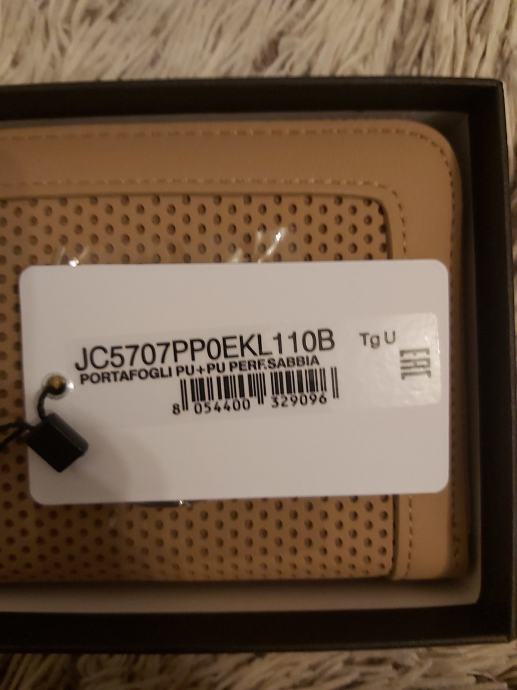 JC5707PP0EKL110B Tg U
PORTAFOGLI PU+PU PERF.SABBIA
8 054400 329096
EAC